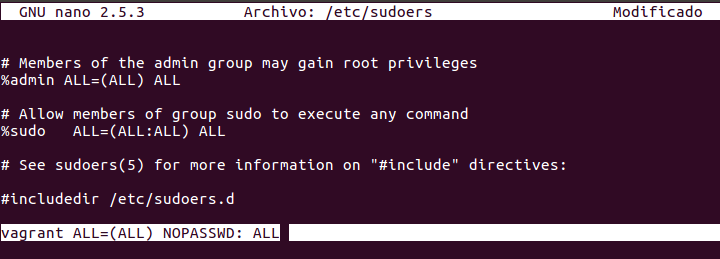 GNU nano 2.5.3 Archivo: /etc/sudoers Modificado
# Members of the admin group may gain root privileges
%admin ALL=(ALL) ALL
# Allow members of group sudo to execute any command
%sudo   ALL=(ALL:ALL) ALL
# See sudoers(5) for more information on "#include" directives:
#includedir /etc/sudoers.d
vagrant ALL=(ALL) NOPASSWD: ALL